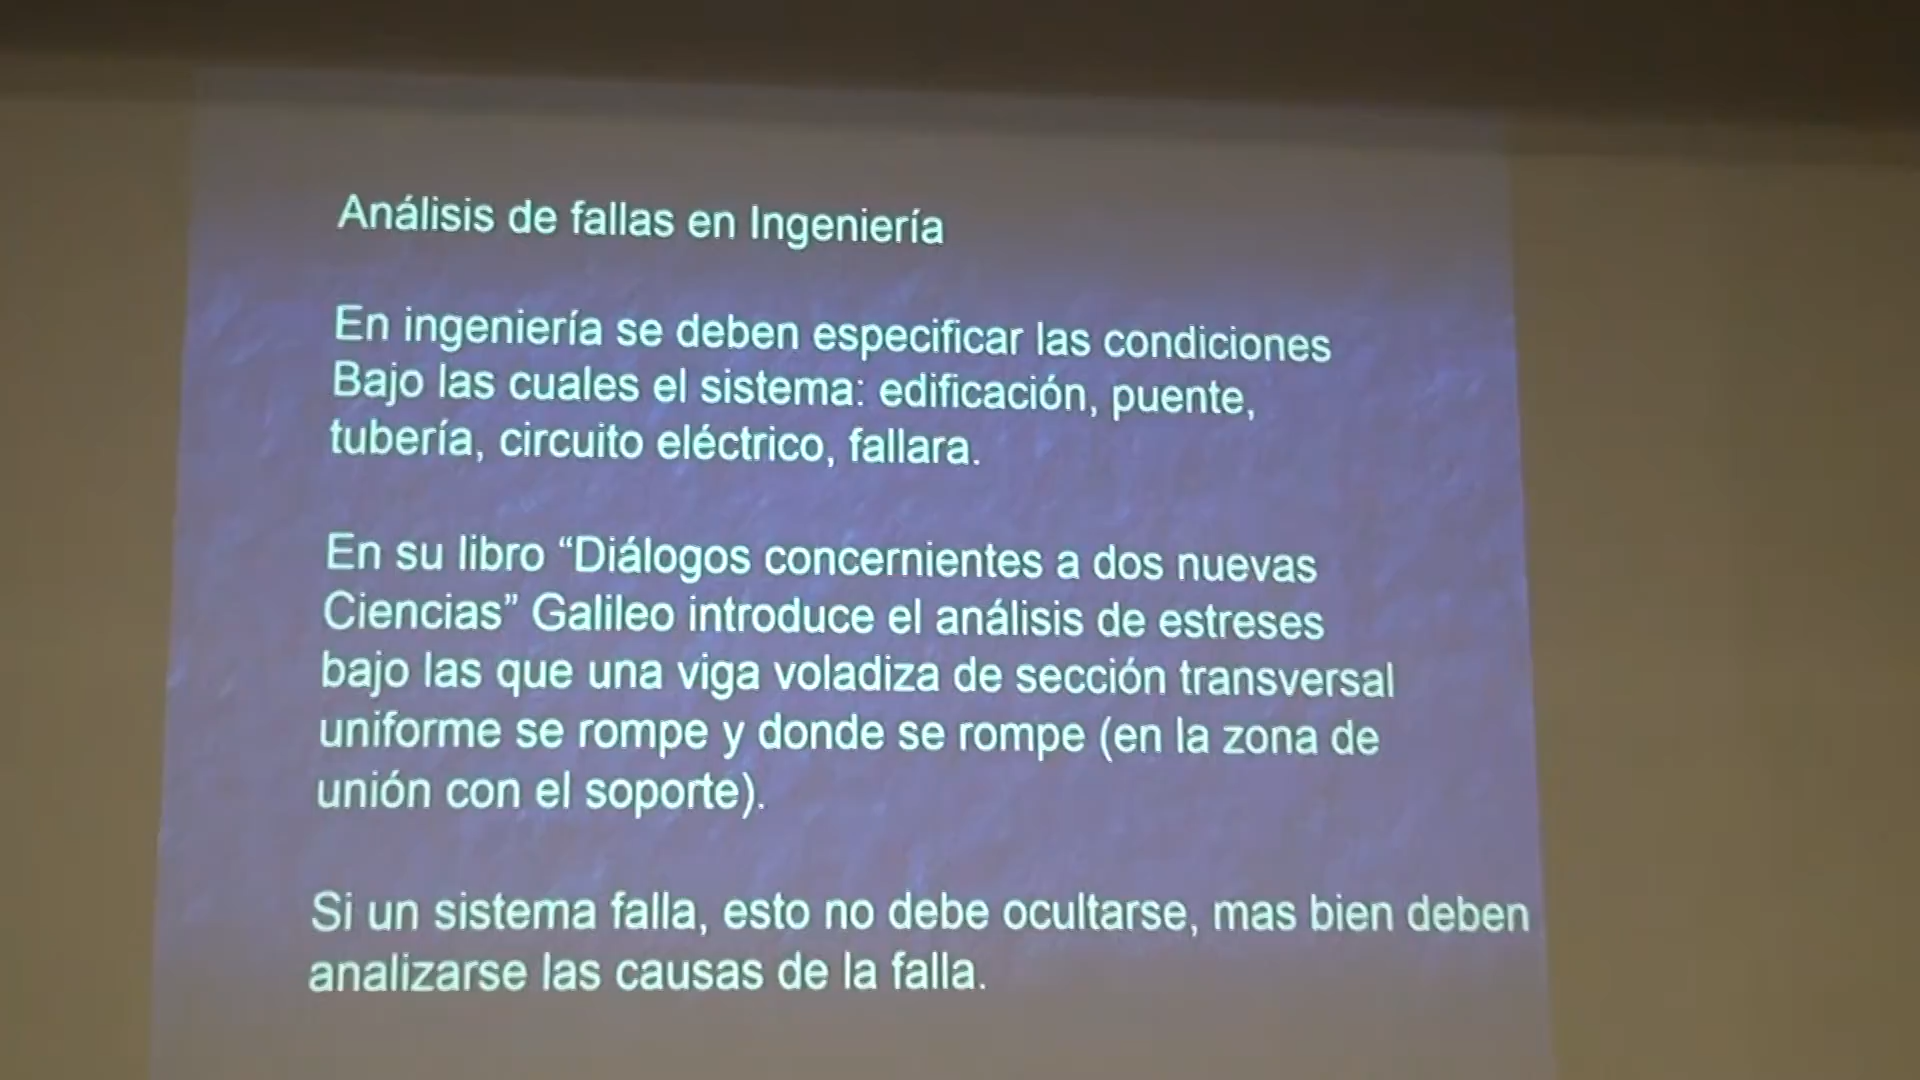 Análisis de fallas en Ingeniería
En ingeniería se deben especificar las condiciones
Bajo las cuales el sistema: edificación, puente,
tubería, circuito eléctrico, fallara.
En su libro “Diálogos concernientes a dos nuevas
Ciencias” Galileo introduce el análisis de estreses
bajo las que una viga voladiza de sección transversal
uniforme se rompe y donde se rompe (en la zona de
unión con el soporte).
Si un sistema falla, esto no debe ocultarse, mas bien deben
analizarse las causas de la falla.